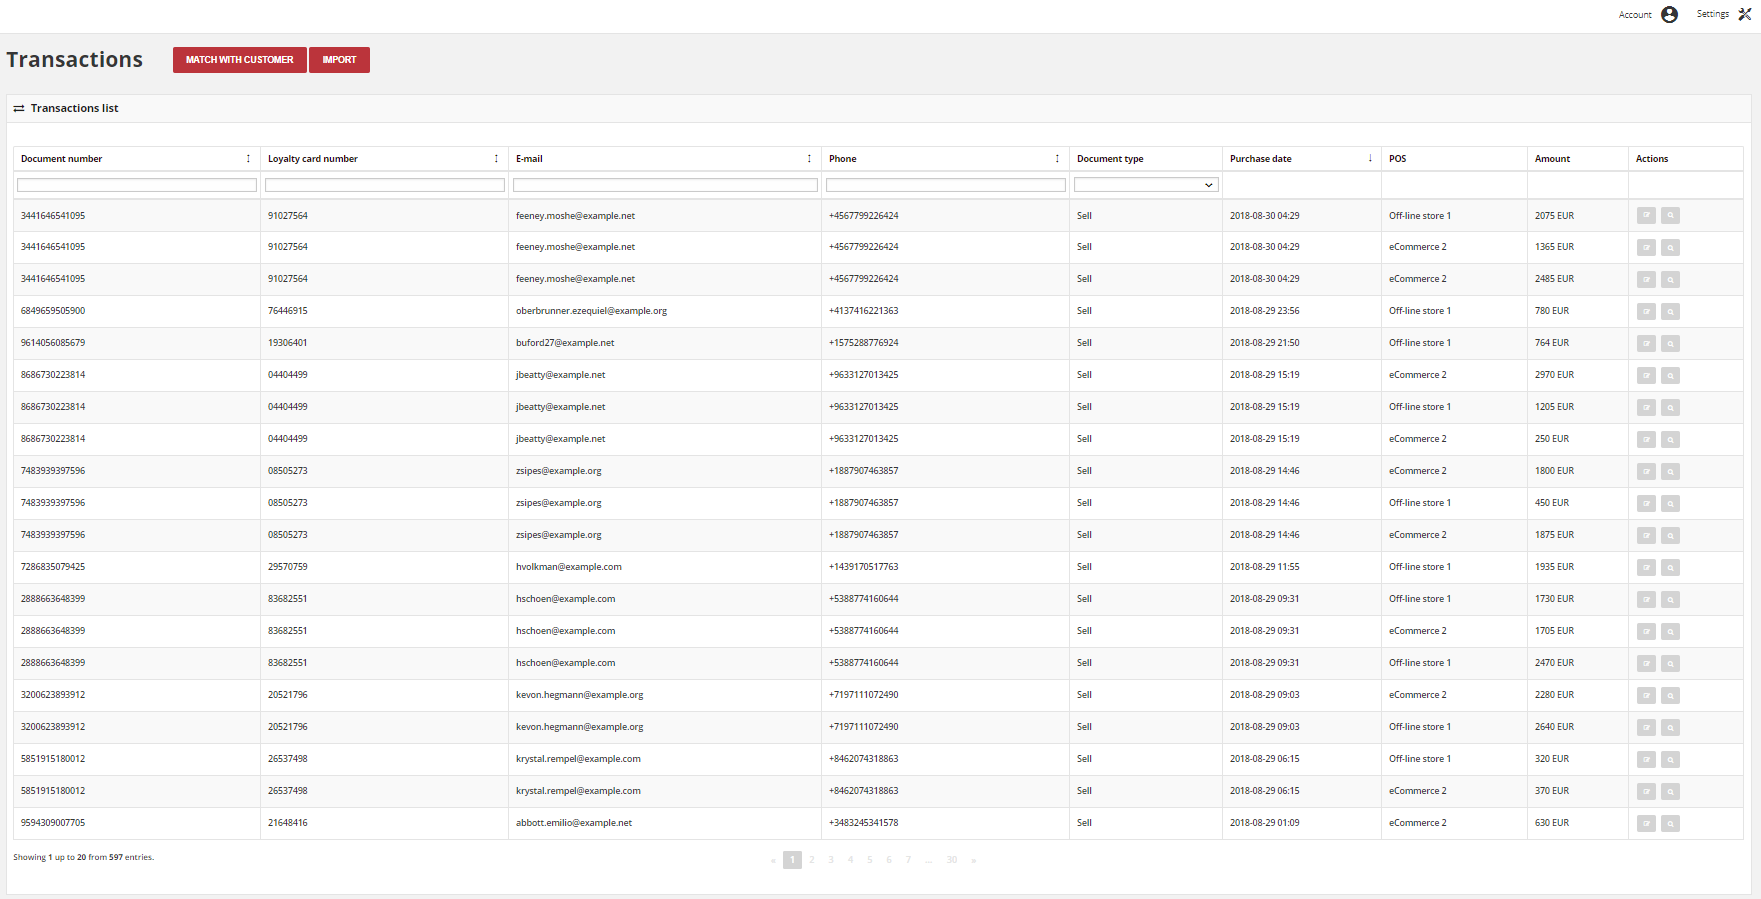 Account Settings
Transactions MATCH WITH CUSTOMER IMPORT
Transactions list
Document number Loyalty card number E-mail Phone Document type Purchase date POS Amount Actions
3441646541095 91027564 feeney.moshe@example.net +4567799226424 Sell 2018-08-30 04:29 Off-line store 1 2075 EUR
3441646541095 91027564 feeney.moshe@example.net +4567799226424 Sell 2018-08-30 04:29 eCommerce 2 1365 EUR
3441646541095 91027564 feeney.moshe@example.net +4567799226424 Sell 2018-08-30 04:29 eCommerce 2 2485 EUR
6849659505900 76446915 oberbrunner.ezequiel@example.org +4137416221363 Sell 2018-08-29 23:56 Off-line store 1 780 EUR
9614056085679 19306401 buford27@example.net +1575288776924 Sell 2018-08-29 21:50 Off-line store 1 764 EUR
8686730223814 04404499 jbeatty@example.net +9633127013425 Sell 2018-08-29 15:19 eCommerce 2 2970 EUR
8686730223814 04404499 jbeatty@example.net +9633127013425 Sell 2018-08-29 15:19 Off-line store 1 1205 EUR
8686730223814 04404499 jbeatty@example.net +9633127013425 Sell 2018-08-29 15:19 eCommerce 2 250 EUR
7483939397596 08505273 zsipes@example.org +1887907463857 Sell 2018-08-29 14:46 eCommerce 2 1800 EUR
7483939397596 08505273 zsipes@example.org +1887907463857 Sell 2018-08-29 14:46 Off-line store 1 450 EUR
7483939397596 08505273 zsipes@example.org +1887907463857 Sell 2018-08-29 14:46 eCommerce 2 1875 EUR
7286835079425 29570759 hvolkman@example.com +1439170517763 Sell 2018-08-29 11:55 Off-line store 1 1935 EUR
2888663648399 83682551 hschoen@example.com +5388774160644 Sell 2018-08-29 09:31 Off-line store 1 1730 EUR
2888663648399 83682551 hschoen@example.com +5388774160644 Sell 2018-08-29 09:31 eCommerce 2 1705 EUR
2888663648399 83682551 hschoen@example.com +5388774160644 Sell 2018-08-29 09:31 Off-line store 1 2470 EUR
3200623893912 20521796 kevon.hegmann@example.org +7197111072490 Sell 2018-08-29 09:03 eCommerce 2 2280 EUR
3200623893912 20521796 kevon.hegmann@example.org +7197111072490 Sell 2018-08-29 09:03 Off-line store 1 2640 EUR
5851915180012 26537498 krystal.rempel@example.com +8462074318863 Sell 2018-08-29 06:15 Off-line store 1 320 EUR
5851915180012 26537498 krystal.rempel@example.com +8462074318863 Sell 2018-08-29 06:15 eCommerce 2 370 EUR
9594309007705 21648416 abbott.emilio@example.net +3483245341578 Sell 2018-08-29 01:09 eCommerce 2 630 EUR
Showing 1 up to 20 from 597 entries. « 1 2 3 4 5 6 7 ... 30 »